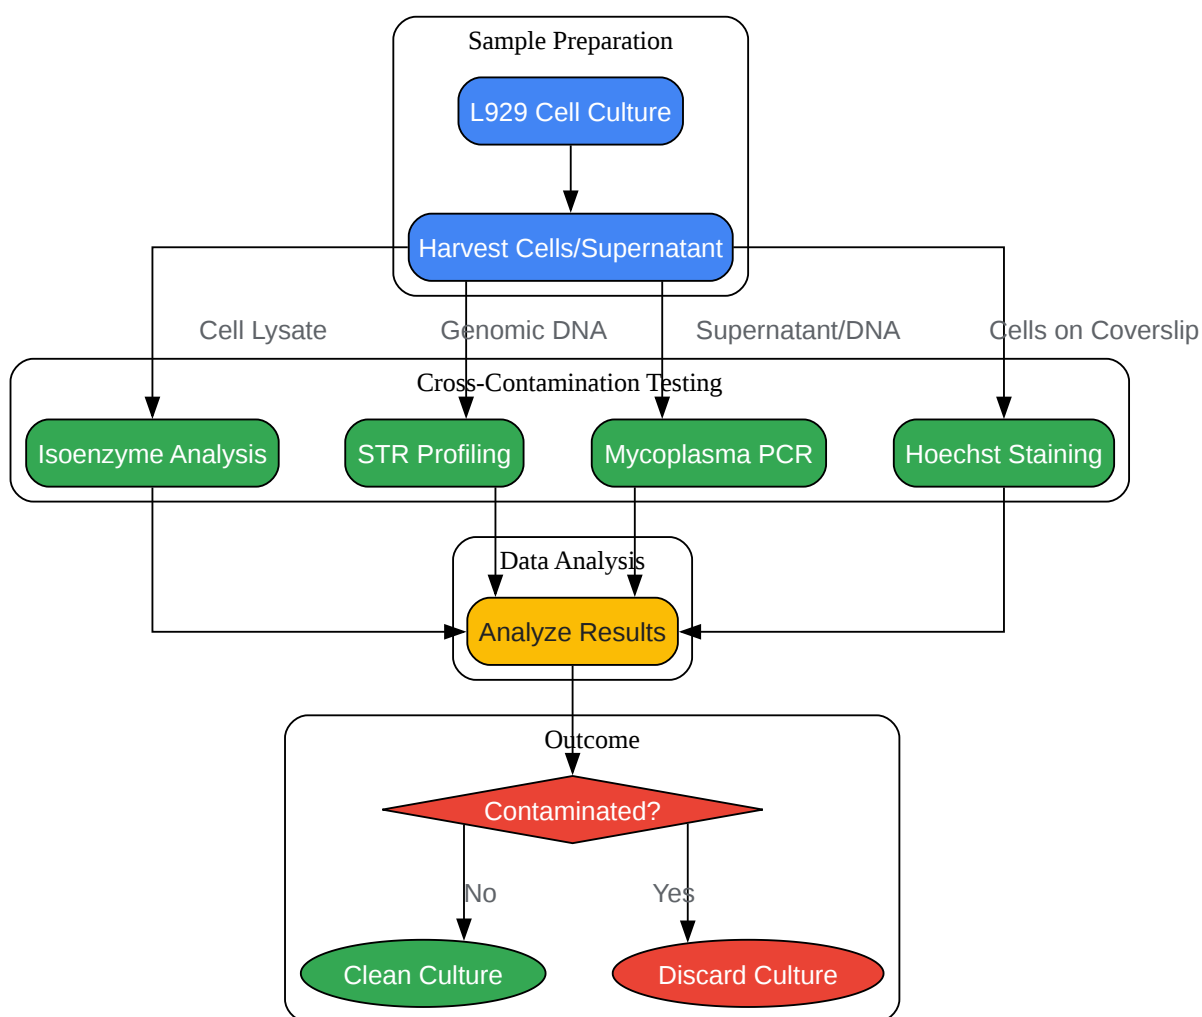 Sample Preparation
L929 Cell Culture
Harvest Cells/Supernatant
Cell Lysate
Genomic DNA
Supernatant/DNA
Cells on Coverslip
Cross-Contamination Testing
Isoenzyme Analysis
STR Profiling
Mycoplasma PCR
Hoechst Staining
Data Analysis
Analyze Results
Outcome
Contaminated?
No
Yes
Clean Culture
Discard Culture